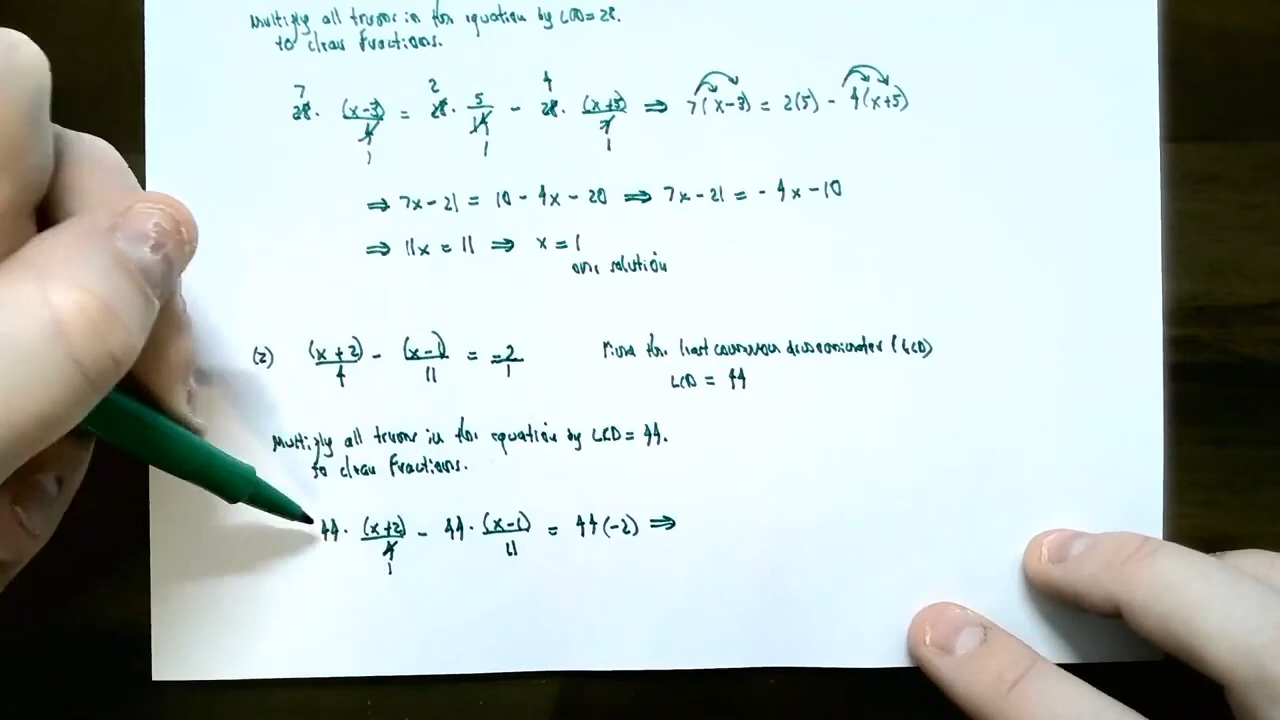 Multiply all terms in the equation by LCD = 28.
to clear fractions.
7 2 4
28 · (x-3)/4 = 28 · 5/14 - 28 · (x+5)/7 ⇒ 7(x-3) = 2(5) - 4(x+5)
1 1 1
⇒ 7x - 21 = 10 - 4x - 20 ⇒ 7x - 21 = - 4x - 10
⇒ 11x = 11 ⇒ x = 1
one solution
(2) (x+2)/4 - (x-1)/11 = -2/1 Find the least common denominator (LCD)
LCD = 44
Multiply all terms in the equation by LCD = 44.
to clear fractions.
44 · (x+2)/4 - 44 · (x-1)/11 = 44(-2) ⇒
1